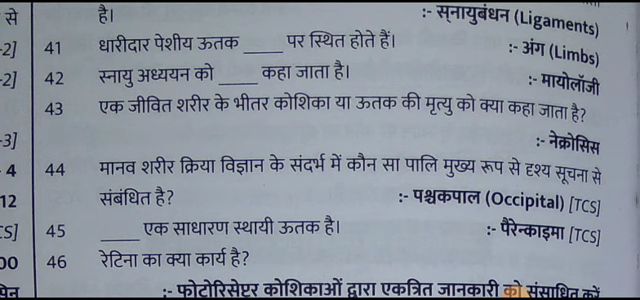 से है। :- स्नायुबंधन (Ligaments)
-2] 41 धारीदार पेशीय ऊतक ____ पर स्थित होते हैं। :- अंग (Limbs)
-2] 42 स्नायु अध्ययन को ____ कहा जाता है। :- मायोलॉजी
43 एक जीवित शरीर के भीतर कोशिका या ऊतक की मृत्यु को क्या कहा जाता है?
-3] :- नेक्रोसिस
4 44 मानव शरीर क्रिया विज्ञान के संदर्भ में कौन सा पालि मुख्य रूप से दृश्य सूचना से
12 संबंधित है? :- पश्चकपाल (Occipital) [TCS]
CS] 45 ____ एक साधारण स्थायी ऊतक है। :- पैरेन्काइमा [TCS]
00 46 रेटिना का क्या कार्य है?
:- फोटोरिसेप्टर कोशिकाओं द्वारा एकत्रित जानकारी को संसाधित करें